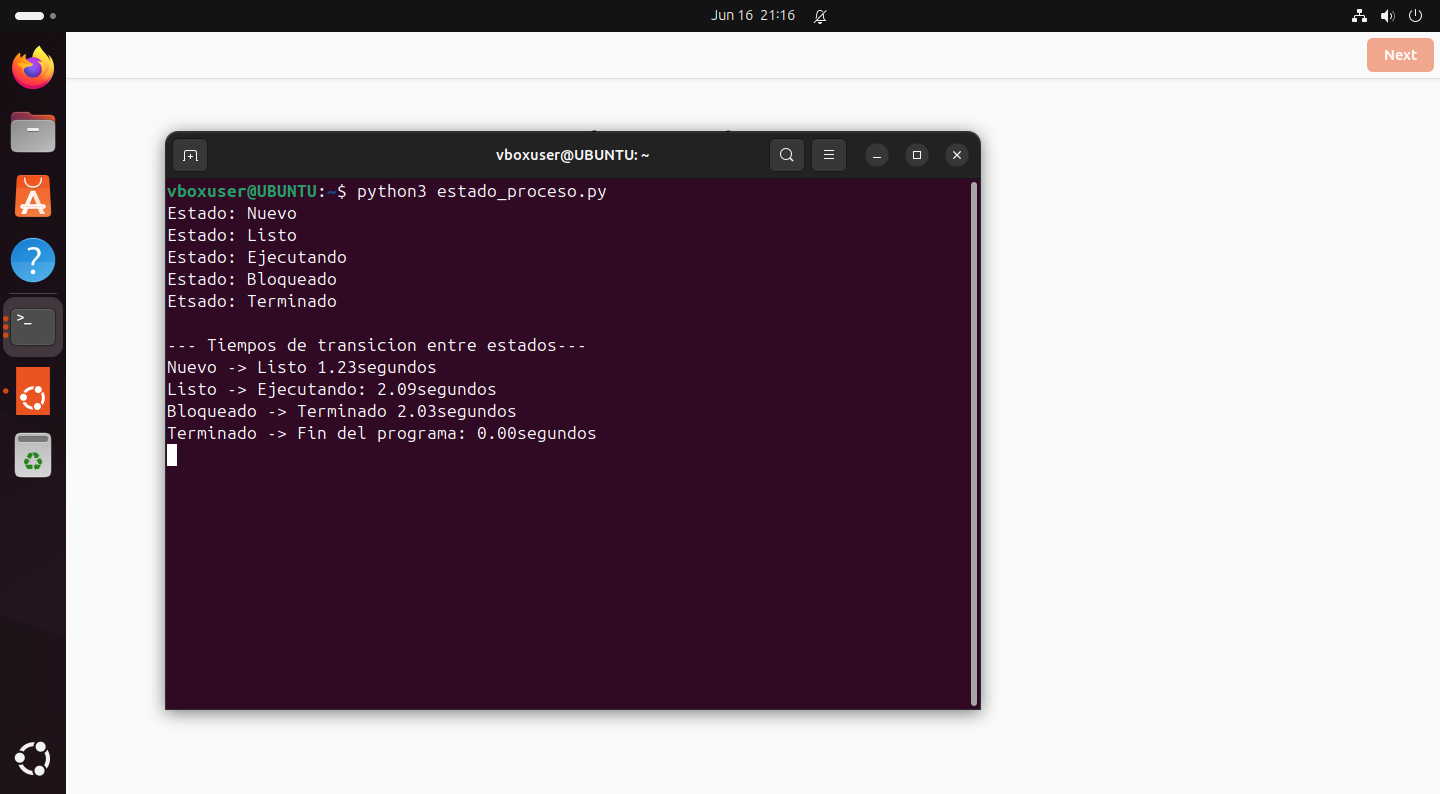 Jun 16 21:16
Next
vboxuser@UBUNTU: ~
vboxuser@UBUNTU:~$ python3 estado_proceso.py
Estado: Nuevo
Estado: Listo
Estado: Ejecutando
Estado: Bloqueado
Etsado: Terminado
--- Tiempos de transicion entre estados---
Nuevo -> Listo 1.23segundos
Listo -> Ejecutando: 2.09segundos
Bloqueado -> Terminado 2.03segundos
Terminado -> Fin del programa: 0.00segundos